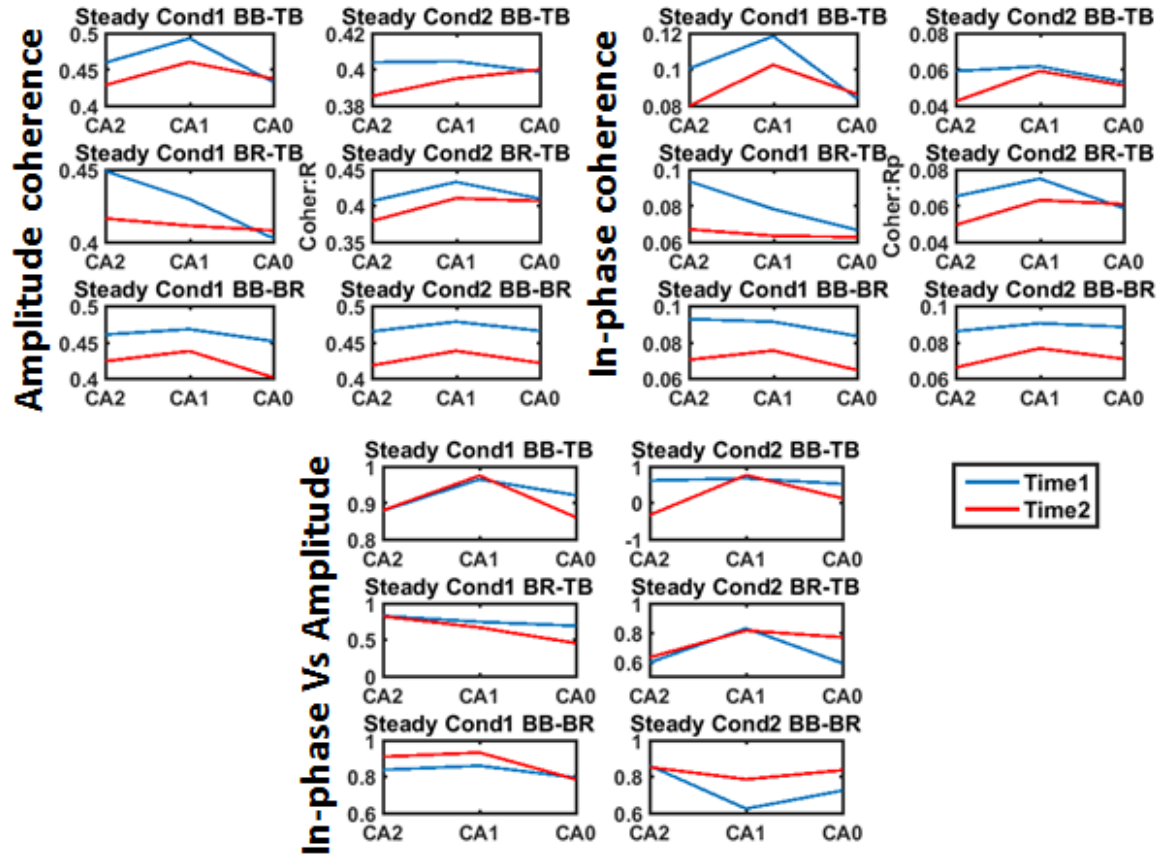 Amplitude coherence
Steady Cond1 BB-TB
0.5
0.45
0.4
CA2 CA1 CA0
Steady Cond2 BB-TB
0.42
0.4
0.38
CA2 CA1 CA0
Steady Cond1 BR-TB
0.45
0.4
CA2 CA1 CA0
Steady Cond2 BR-TB
Coher:R
0.45
0.4
0.35
CA2 CA1 CA0
Steady Cond1 BB-BR
0.5
0.45
0.4
CA2 CA1 CA0
Steady Cond2 BB-BR
0.5
0.45
0.4
CA2 CA1 CA0
In-phase coherence
Steady Cond1 BB-TB
0.12
0.1
0.08
CA2 CA1 CA0
Steady Cond2 BB-TB
0.08
0.06
0.04
CA2 CA1 CA0
Steady Cond1 BR-TB
0.1
0.08
0.06
CA2 CA1 CA0
Steady Cond2 BR-TB
Coher:Rp
0.08
0.06
0.04
CA2 CA1 CA0
Steady Cond1 BB-BR
0.1
0.08
0.06
CA2 CA1 CA0
Steady Cond2 BB-BR
0.1
0.08
0.06
CA2 CA1 CA0
In-phase Vs Amplitude
Steady Cond1 BB-TB
1
0.9
0.8
CA2 CA1 CA0
Steady Cond2 BB-TB
1
0
-1
CA2 CA1 CA0
Steady Cond1 BR-TB
1
0.5
0
CA2 CA1 CA0
Steady Cond2 BR-TB
1
0.8
0.6
CA2 CA1 CA0
Steady Cond1 BB-BR
1
0.8
0.6
CA2 CA1 CA0
Steady Cond2 BB-BR
1
0.8
0.6
CA2 CA1 CA0
Time1
Time2